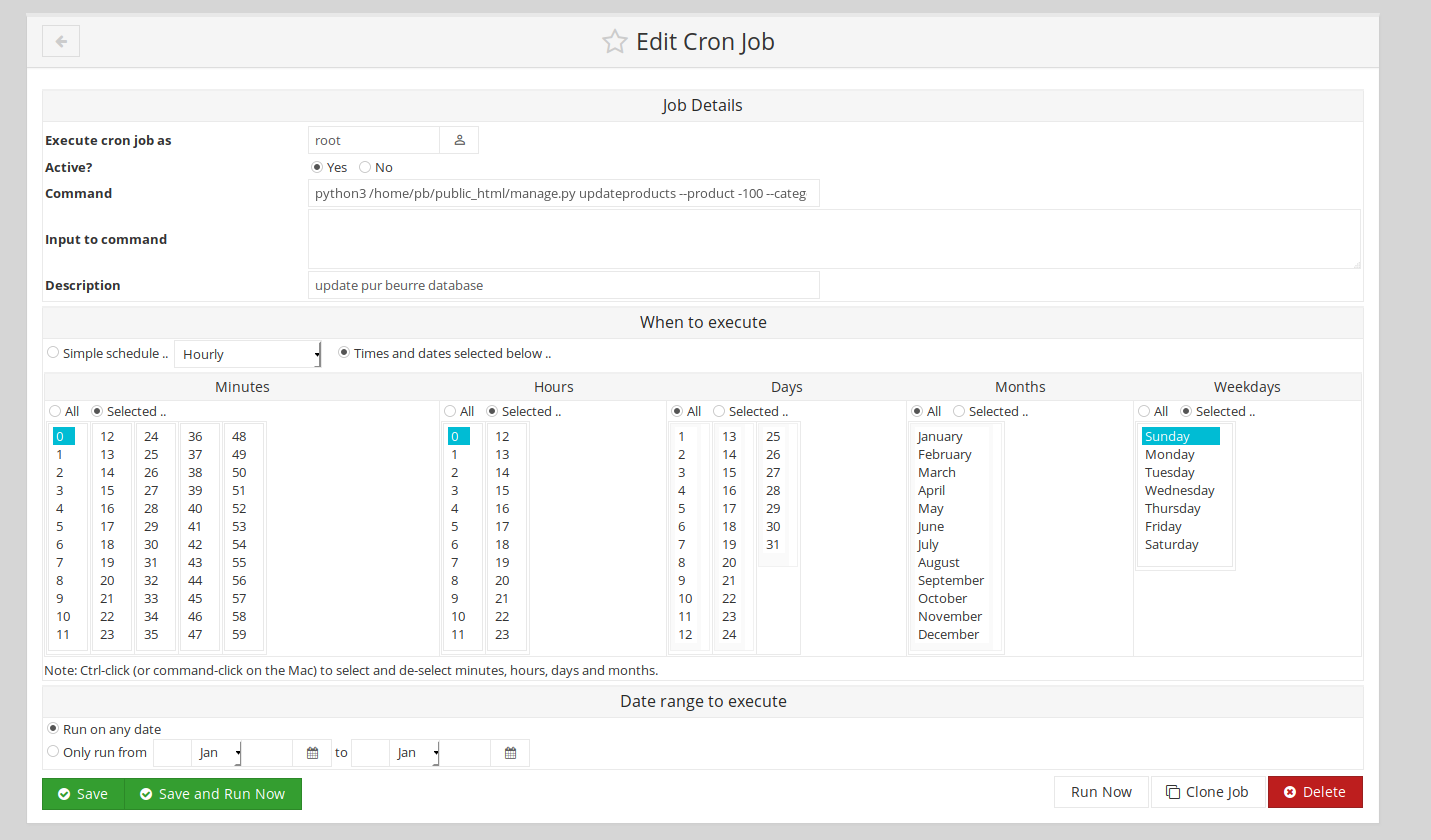 Edit Cron Job
Job Details
Execute cron job as root
Active? Yes No
Command python3 /home/pb/public_html/manage.py updateproducts --product -100 --categ
Input to command
Description update pur beurre database
When to execute
Simple schedule .. Hourly Times and dates selected below ..
Minutes Hours Days Months Weekdays
All Selected .. All Selected .. All Selected .. All Selected .. All Selected ..
0 12 24 36 48 0 12 1 13 25 January Sunday
1 13 25 37 49 1 13 2 14 26 February Monday
2 14 26 38 50 2 14 3 15 27 March Tuesday
3 15 27 39 51 3 15 4 16 28 April Wednesday
4 16 28 40 52 4 16 5 17 29 May Thursday
5 17 29 41 53 5 17 6 18 30 June Friday
6 18 30 42 54 6 18 7 19 31 July Saturday
7 19 31 43 55 7 19 8 20 August
8 20 32 44 56 8 20 9 21 September
9 21 33 45 57 9 21 10 22 October
10 22 34 46 58 10 22 11 23 November
11 23 35 47 59 11 23 12 24 December
Note: Ctrl-click (or command-click on the Mac) to select and de-select minutes, hours, days and months.
Date range to execute
Run on any date
Only run from Jan to Jan
Save Save and Run Now Run Now Clone Job Delete